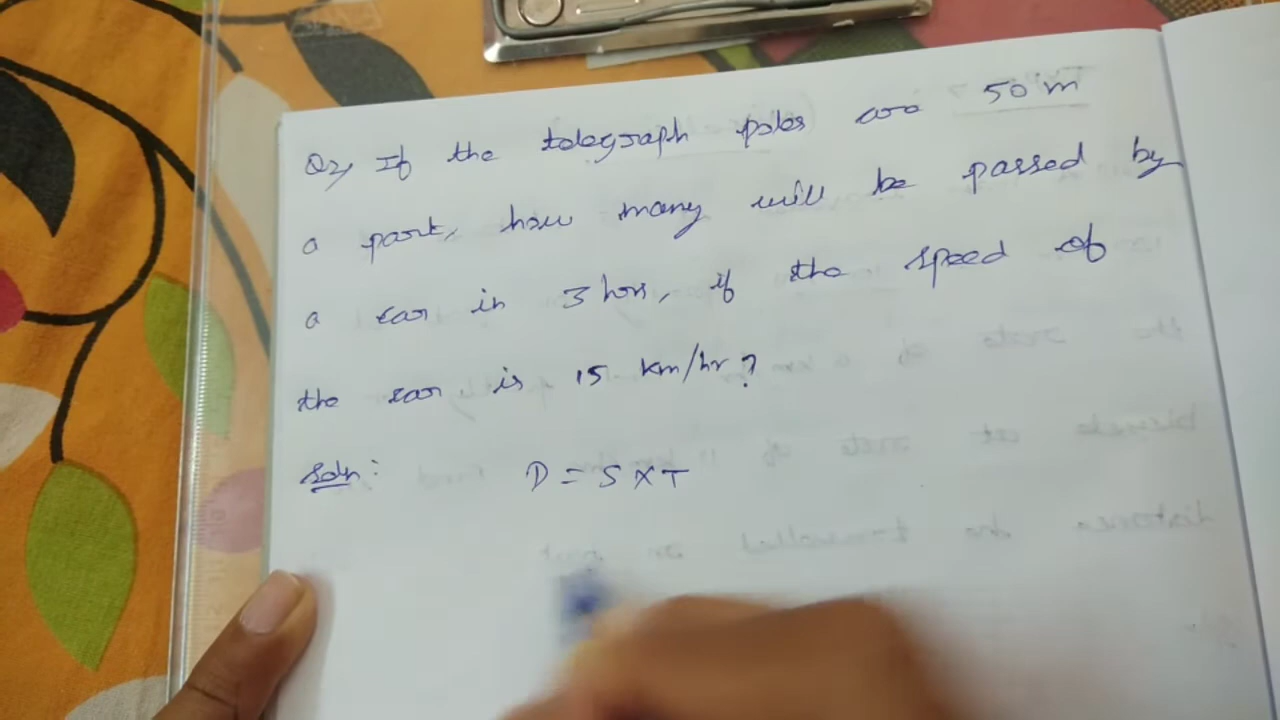 Q2, If the telegraph poles are 50 m
a part, how many will be passed by
a car in 3 hrs, if the speed of
the car is 15 km/hr?
Soln: D = S X T